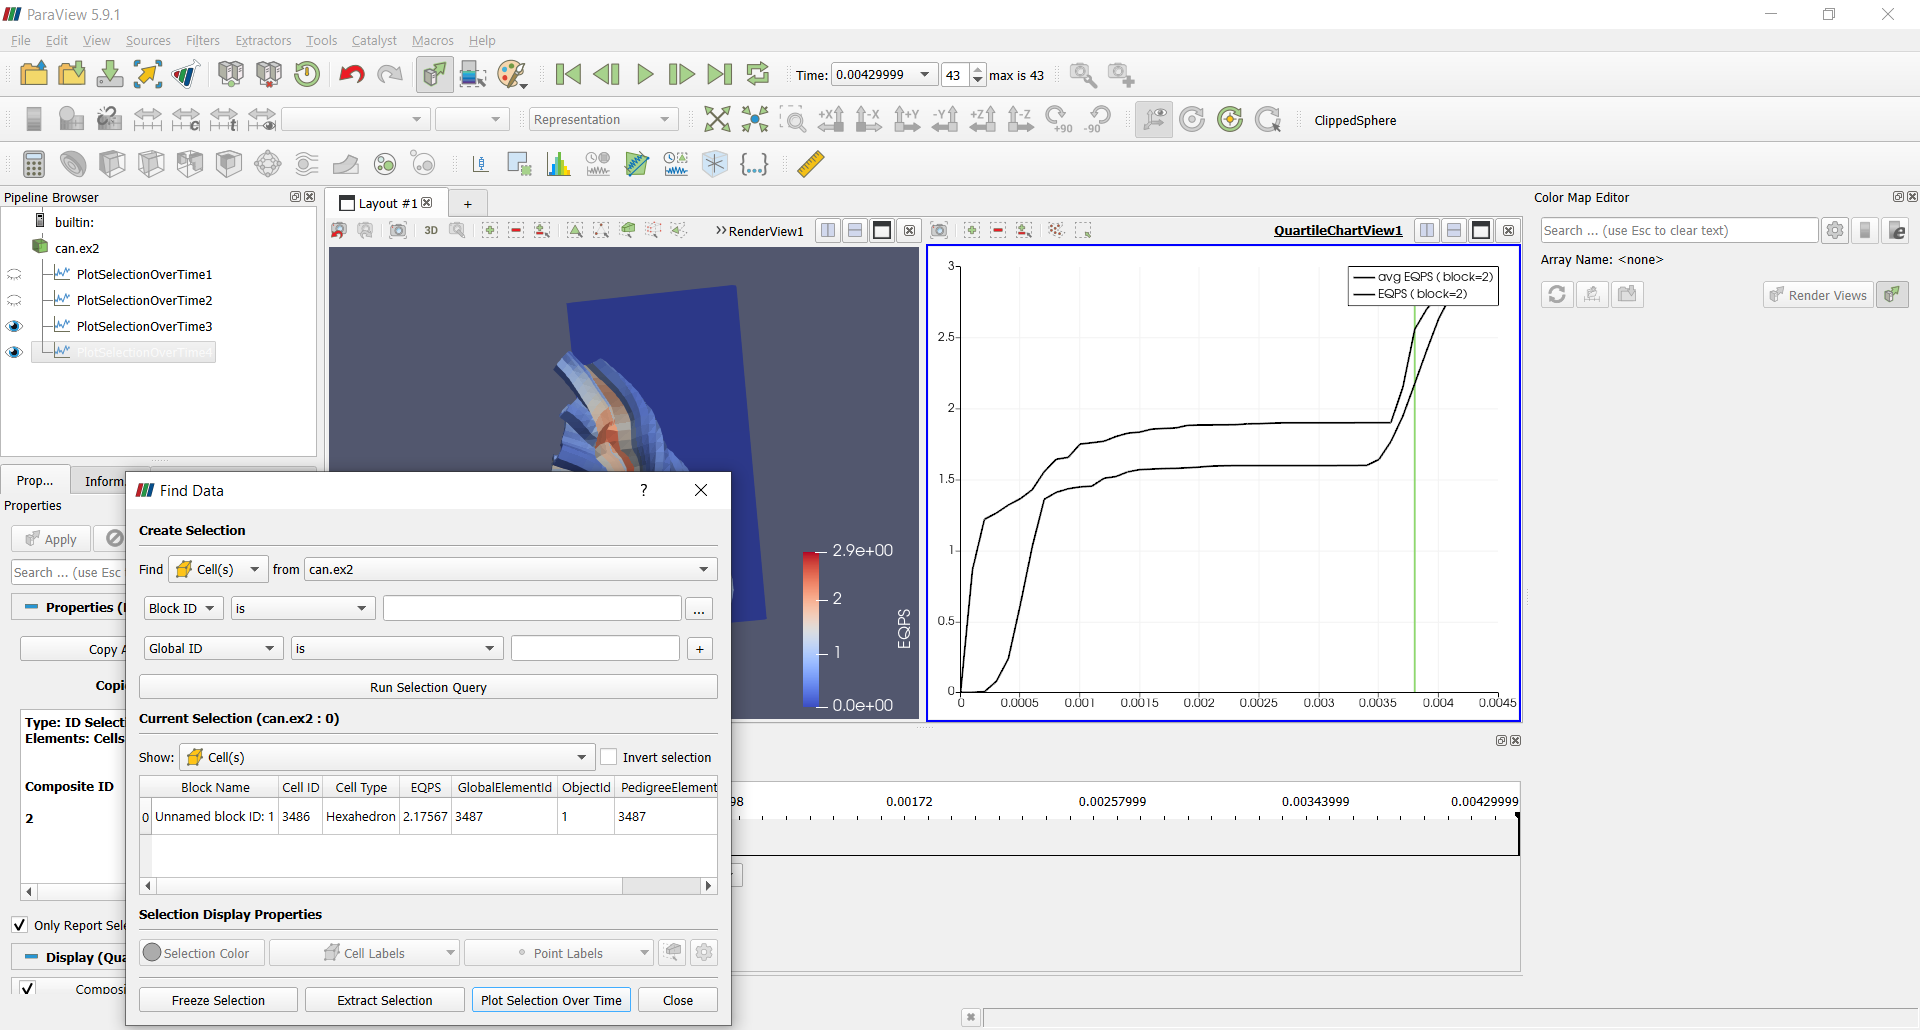 ParaView 5.9.1
File Edit View Sources Filters Extractors Tools Catalyst Macros Help
Time: 0.00429999 43 max is 43
Representation +X -X +Y -Y +Z -Z +90 -90 ClippedSphere
Pipeline Browser
builtin:
can.ex2
PlotSelectionOverTime1
PlotSelectionOverTime2
PlotSelectionOverTime3
PlotSelectionOverTime4
Layout #1 +
3D RenderView1
QuartileChartView1
avg EQPS ( block=2)
EQPS ( block=2)
3
2.5
2
1.5
1
0.5
0
0 0.0005 0.001 0.0015 0.002 0.0025 0.003 0.0035 0.004 0.0045
2.9e+00
2
1
0.0e+00
EQPS
Color Map Editor
Search ... (use Esc to clear text)
Array Name: <none>
Render Views
Prop... Inform
Properties
Apply
Search ... (use Esc
Properties (
Copy A
Copi
Type: ID Select
Elements: Cells
Composite ID
2
Only Report Sele
Display (Qua
Composi
Find Data ?
Create Selection
Find Cell(s) from can.ex2
Block ID is ...
Global ID is +
Run Selection Query
Current Selection (can.ex2 : 0)
Show: Cell(s) Invert selection
Block Name Cell ID Cell Type EQPS GlobalElementId ObjectId PedigreeElement
0 Unnamed block ID: 1 3486 Hexahedron 2.17567 3487 1 3487
Selection Display Properties
Selection Color Cell Labels Point Labels
Freeze Selection Extract Selection Plot Selection Over Time Close
98 0.00172 0.00257999 0.00343999 0.00429999